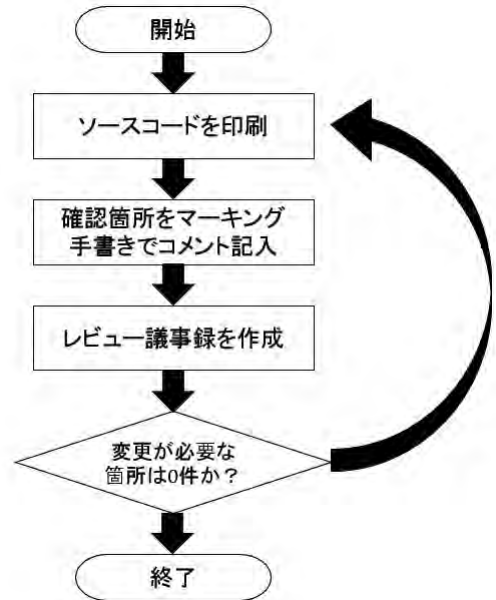 開始
ソースコードを印刷
確認箇所をマーキング
手書きでコメント記入
レビュー議事録を作成
変更が必要な
箇所は0件か？
終了